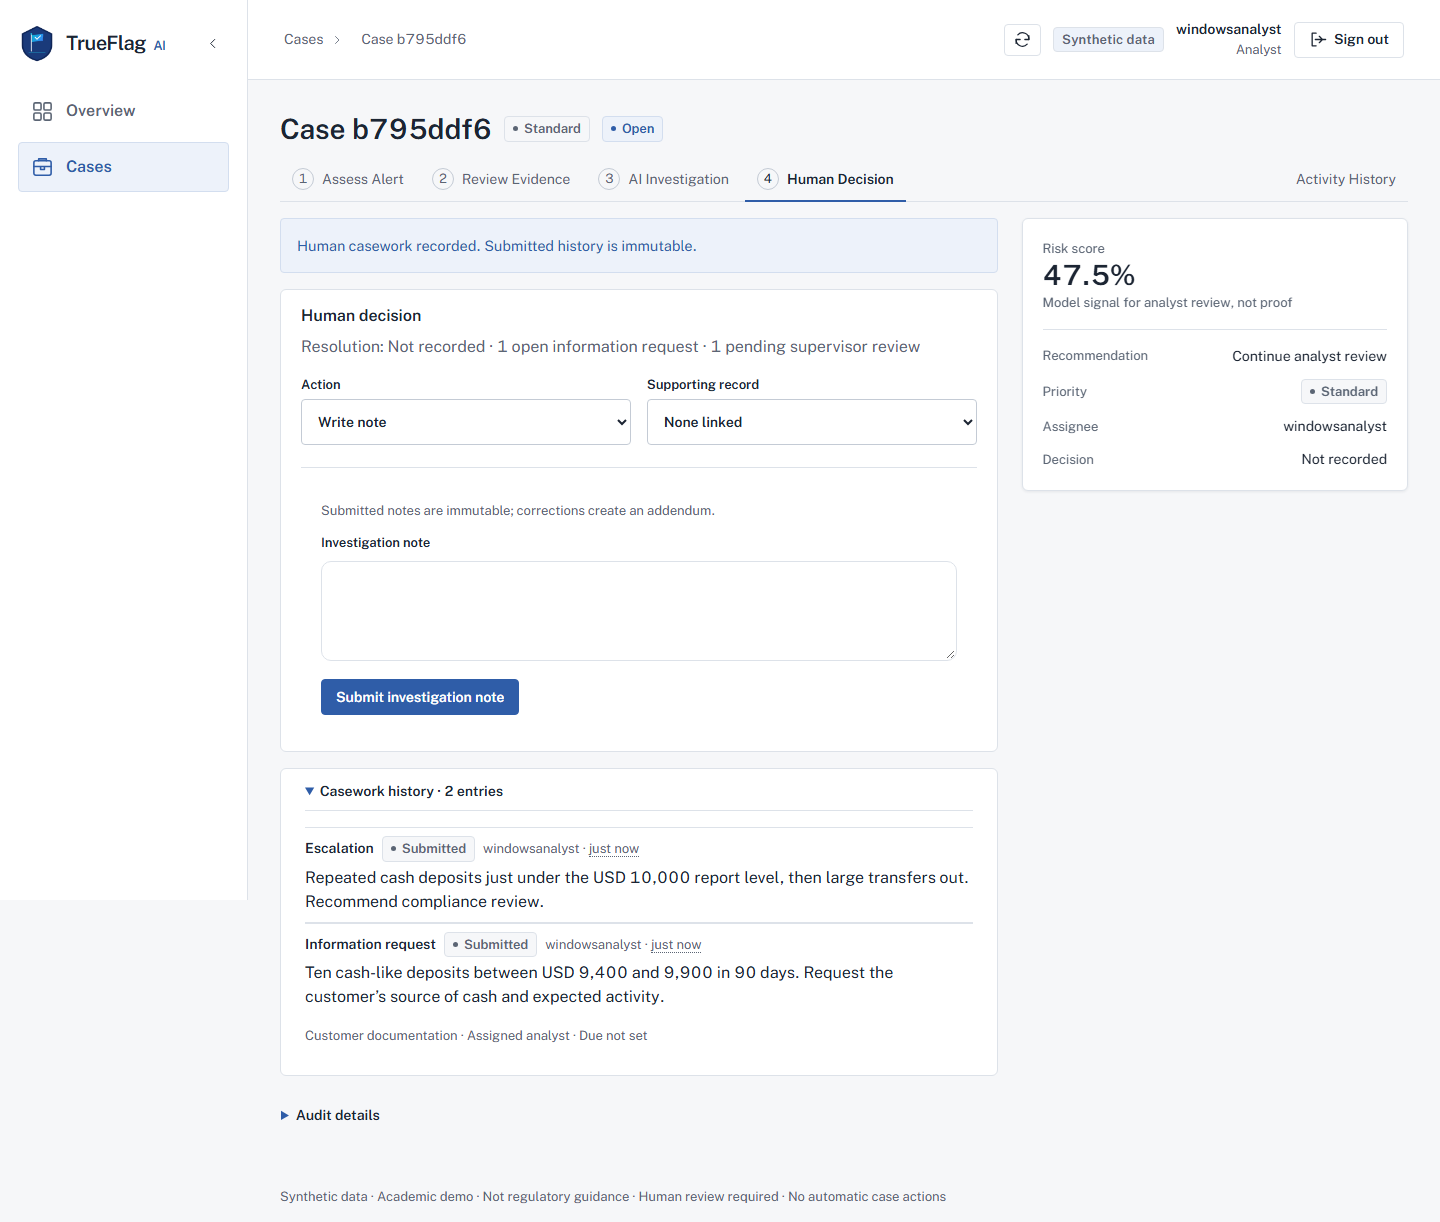 TrueFlag AI
Overview
Cases
Cases > Case b795ddf6
Synthetic data
windowsanalyst
Analyst
Sign out
Case b795ddf6
Standard
Open
1 Assess Alert
2 Review Evidence
3 AI Investigation
4 Human Decision
Activity History
Human casework recorded. Submitted history is immutable.
Human decision
Resolution: Not recorded · 1 open information request · 1 pending supervisor review
Action
Supporting record
Write note
None linked
Submitted notes are immutable; corrections create an addendum.
Investigation note
Submit investigation note
Casework history · 2 entries
Escalation Submitted windowsanalyst · just now
Repeated cash deposits just under the USD 10,000 report level, then large transfers out.
Recommend compliance review.
Information request Submitted windowsanalyst · just now
Ten cash-like deposits between USD 9,400 and 9,900 in 90 days. Request the
customer’s source of cash and expected activity.
Customer documentation · Assigned analyst · Due not set
Audit details
Risk score
47.5%
Model signal for analyst review, not proof
Recommendation Continue analyst review
Priority Standard
Assignee windowsanalyst
Decision Not recorded
Synthetic data · Academic demo · Not regulatory guidance · Human review required · No automatic case actions